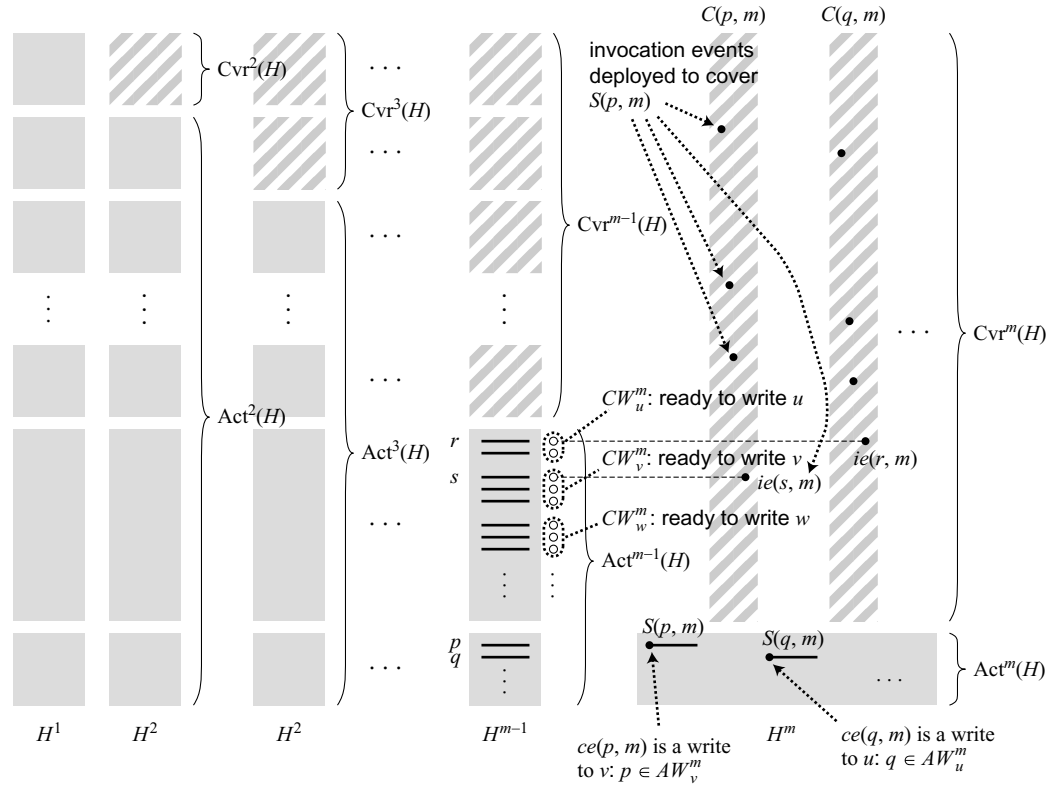 C(p, m)
C(q, m)
invocation events
deployed to cover
S(p, m)
Cvr²(H)
Cvr³(H)
Cvr^{m−1}(H)
Cvr^m(H)
. . .
. . .
. . .
. . .
. . .
. . .
. . .
Act²(H)
Act³(H)
CW_u^m: ready to write u
r
ie(r, m)
CW_v^m: ready to write v
s
ie(s, m)
CW_w^m: ready to write w
Act^{m−1}(H)
S(p, m)
S(q, m)
p
q
. . .
Act^m(H)
H¹
H²
H²
H^{m−1}
H^m
ce(p, m) is a write
to v: p ∈ AW_v^m
ce(q, m) is a write
to u: q ∈ AW_u^m